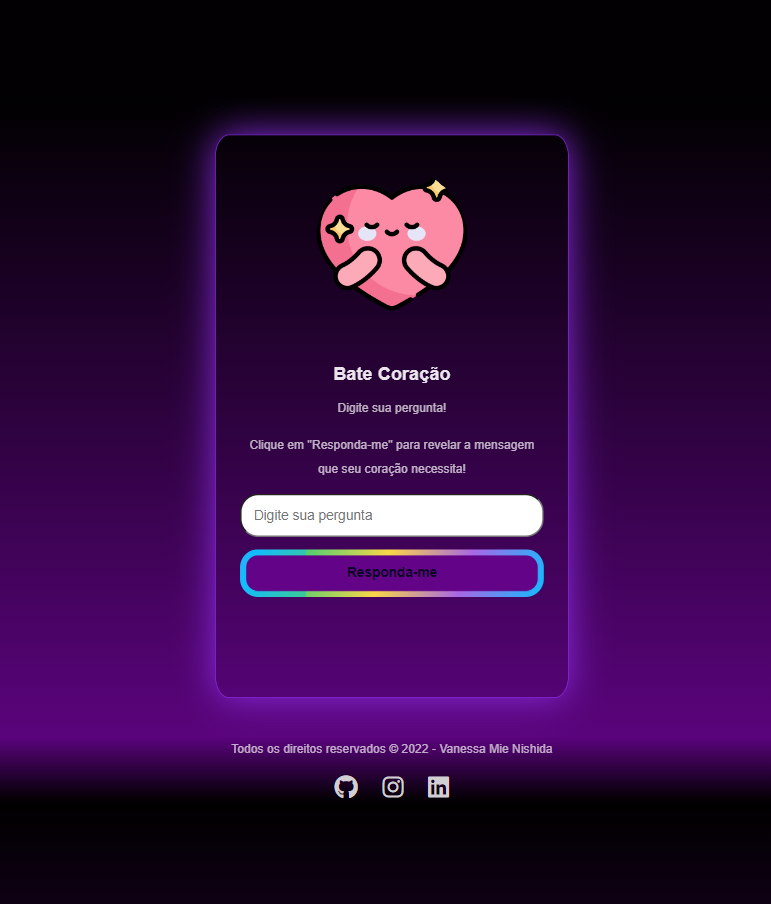 Bate Coração
Digite sua pergunta!
Clique em "Responda-me" para revelar a mensagem
que seu coração necessita!
Digite sua pergunta
Responda-me
Todos os direitos reservados © 2022 - Vanessa Mie Nishida
in